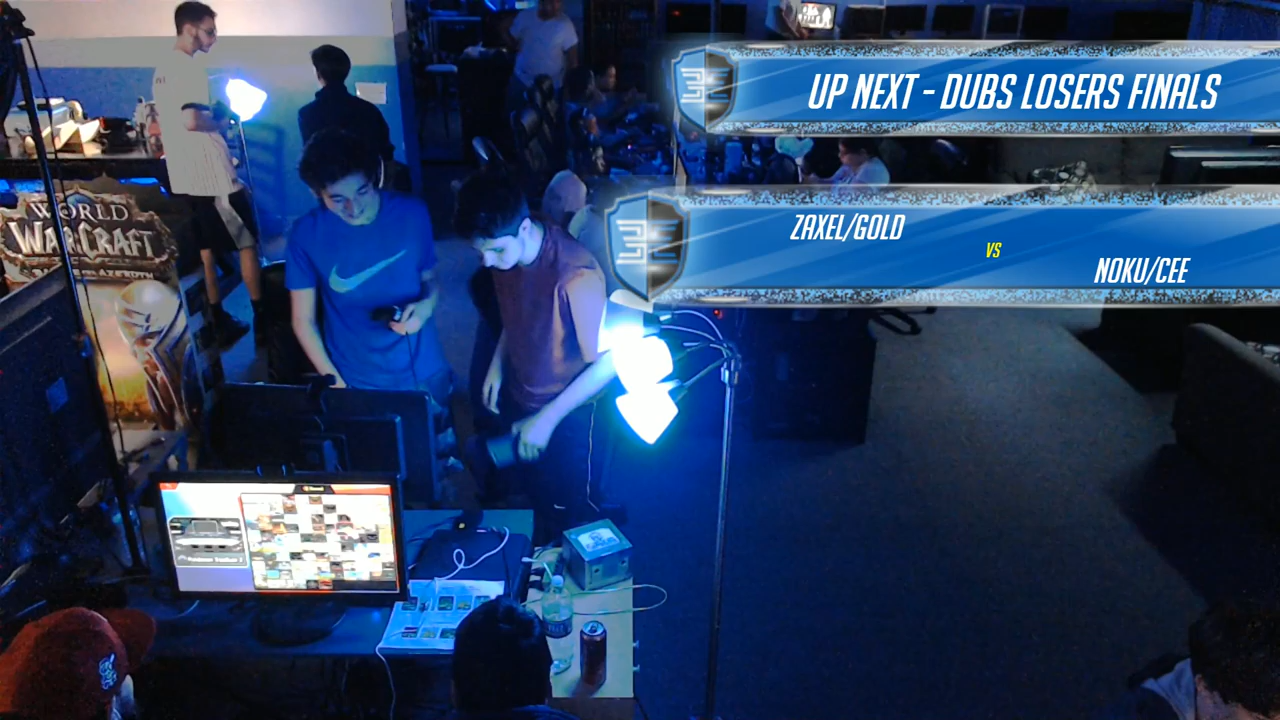 UP NEXT - DUBS LOSERS FINALS
ZAXEL/GOLD
VS
NOKU/CEE
WORLD
WARCRAFT